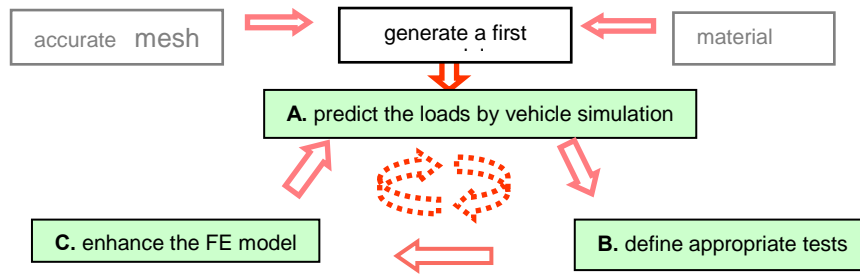 accurate mesh
generate a first
material
A. predict the loads by vehicle simulation
C. enhance the FE model
B. define appropriate tests